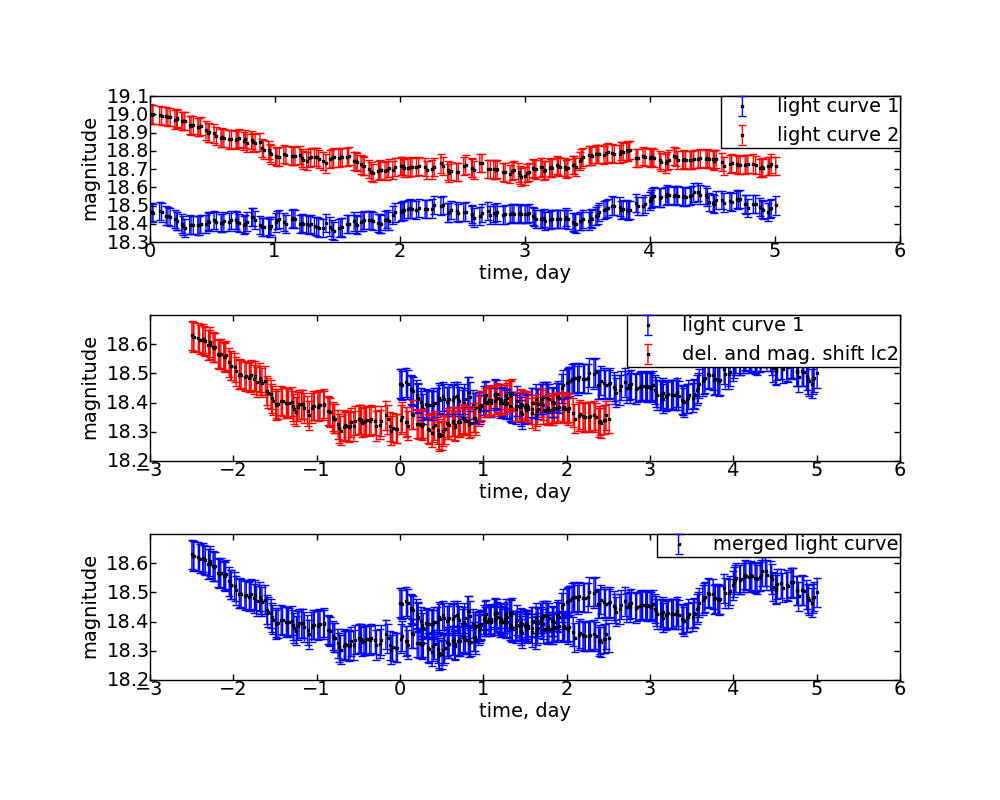 19.1
19.0
18.9
18.8
18.7
18.6
18.5
18.4
18.3
magnitude
light curve 1
light curve 2
0 1 2 3 4 5 6
time, day
18.6
18.5
18.4
18.3
18.2
magnitude
light curve 1
del. and mag. shift lc2
−3 −2 −1 0 1 2 3 4 5 6
time, day
18.6
18.5
18.4
18.3
18.2
magnitude
merged light curve
−3 −2 −1 0 1 2 3 4 5 6
time, day